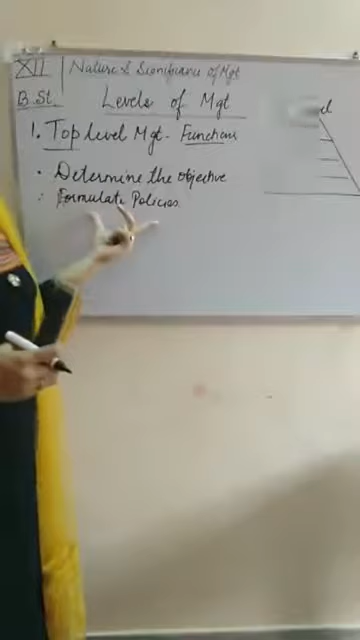 XII Nature & Significance of Mgt
B.St. Levels of Mgt
1. Top level Mgt - Functions
• Determine the objective
• Formulate Policies